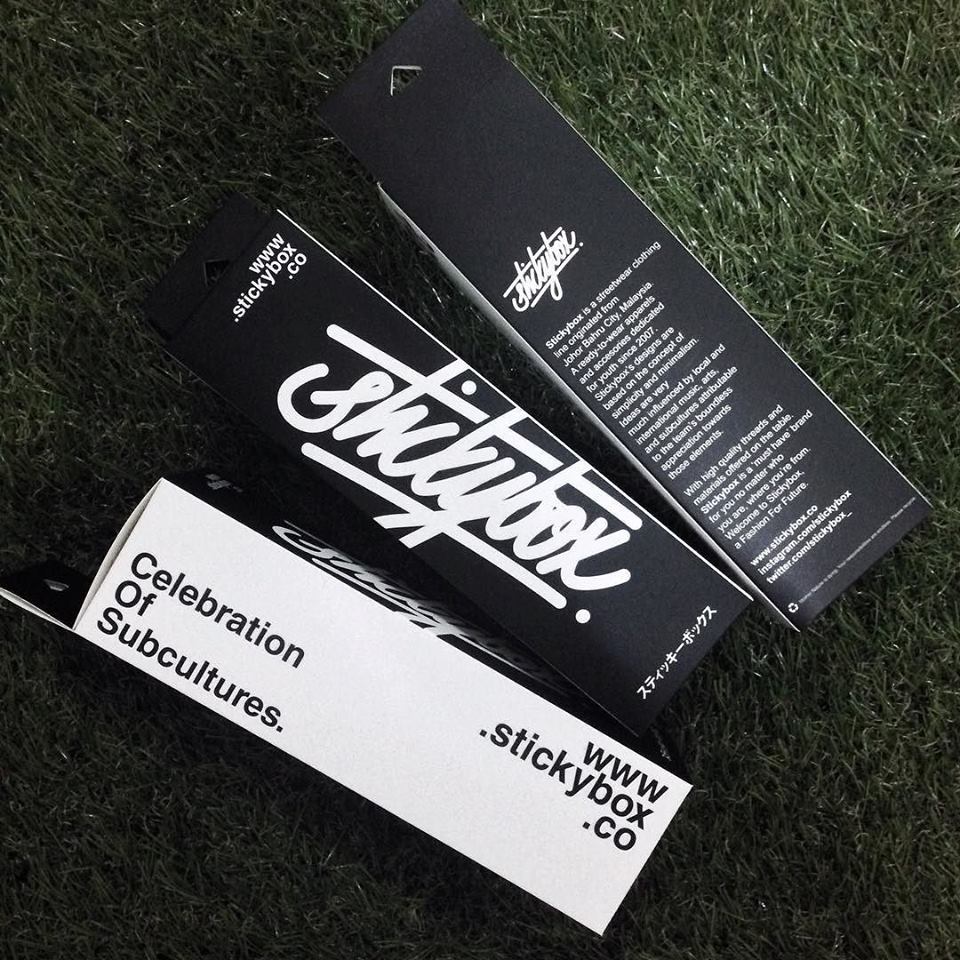 stickybox.
Stickybox is a streetwear clothing
line originated from
Johor Bahru City, Malaysia.
A ready-to-wear apparels
and accesories dedicated
for youth since 2007.
Stickybox's designs are
based on the concept of
simplicity and minimalism.
Ideas are very
much influenced by local and
international music, arts,
and subcultures attributable
to the team's boundless
appreciation towards
those elements.
With high quality threads and
materials offered on the table,
Stickybox is a 'must have' brand
for you no matter who
you are, where you're from.
Welcome to Stickybox,
a Fashion For Future.
www.stickybox.co
instagram.com/stickybox
twitter.com/stickybox_
www
.stickybox
.co
stickybox.
スティッキーボックス
stickybox
Celebration
Of
Subcultures.
www
.stickybox
.co